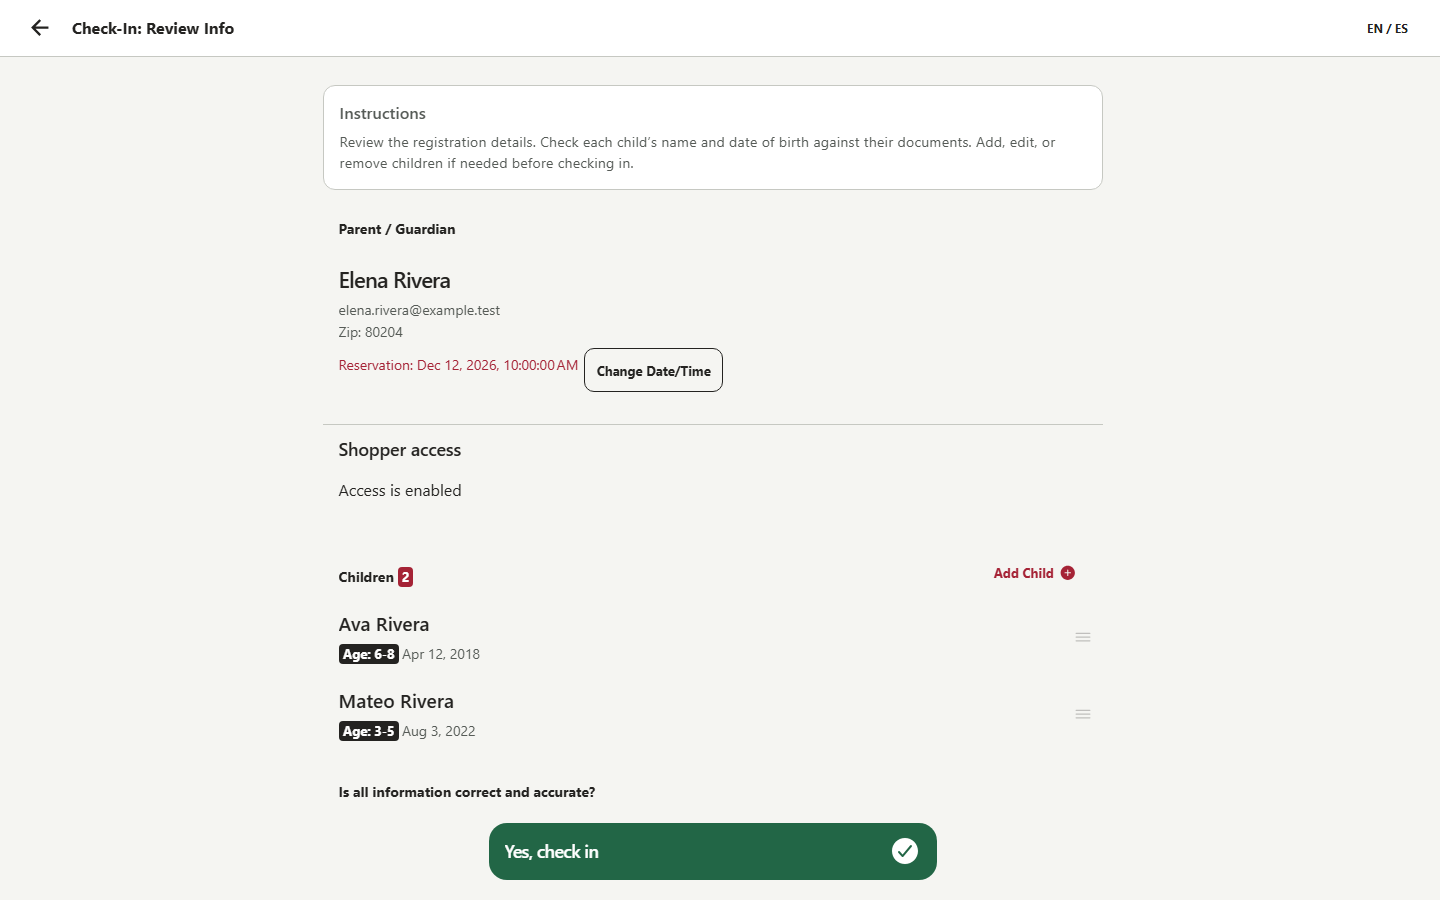 Check-In: Review Info
EN / ES
Instructions
Review the registration details. Check each child's name and date of birth against their documents. Add, edit, or
remove children if needed before checking in.
Parent / Guardian
Elena Rivera
elena.rivera@example.test
Zip: 80204
Reservation: Dec 12, 2026, 10:00:00 AM
Change Date/Time
Shopper access
Access is enabled
Children 2
Add Child
Ava Rivera
Age: 6-8 Apr 12, 2018
Mateo Rivera
Age: 3-5 Aug 3, 2022
Is all information correct and accurate?
Yes, check in